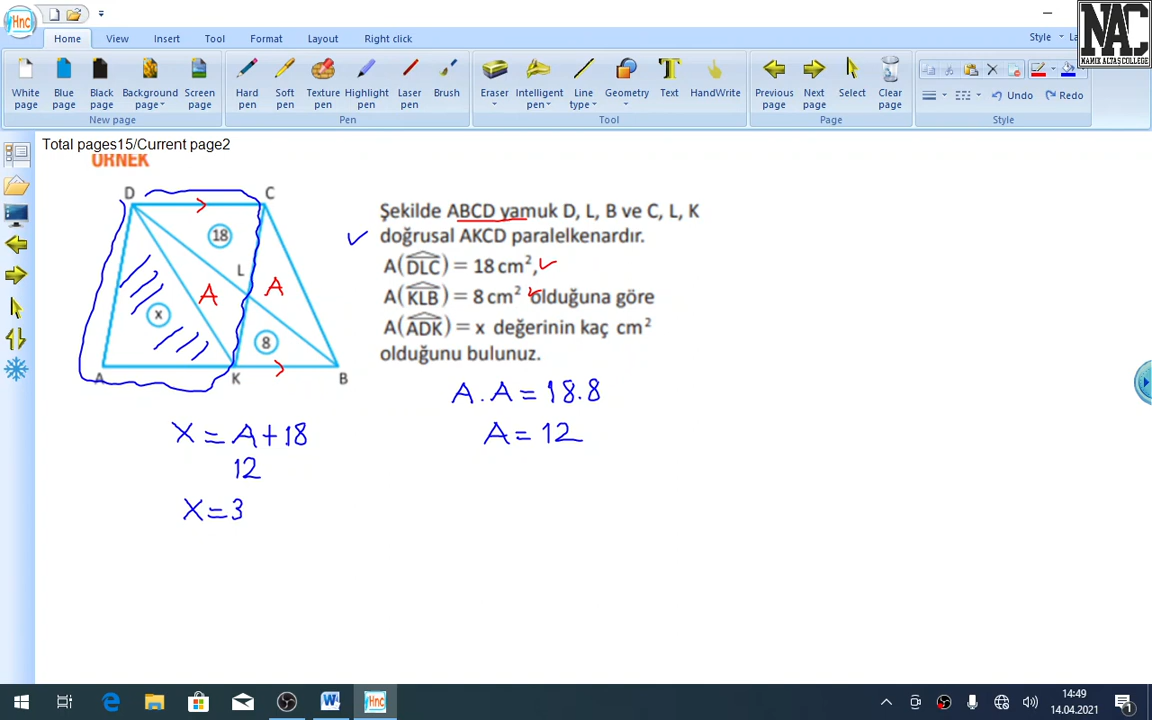 Home View Insert Tool Format Layout Right click
Style
NAC
KAMİK ALTAŞ COLLEGE
Hard pen Soft pen Texture pen Highlight pen Laser pen Brush
White page Blue page Black page Background page Screen page
Eraser Intelligent pen Line type Geometry Text HandWrite
Previous page Next page Select Clear page
Undo Redo
New page Pen Tool Page Style
Total pages15/Current page2
ÖRNEK
D C
18
L
A A
x
8
A K B
Şekilde ABCD yamuk D, L, B ve C, L, K
doğrusal AKCD paralelkenardır.
A(DLC) = 18 cm²,
A(KLB) = 8 cm² olduğuna göre
A(ADK) = x değerinin kaç cm²
olduğunu bulunuz.
A . A = 18.8
A = 12
X = A + 18
12
X = 3
14:49
14.04.2021